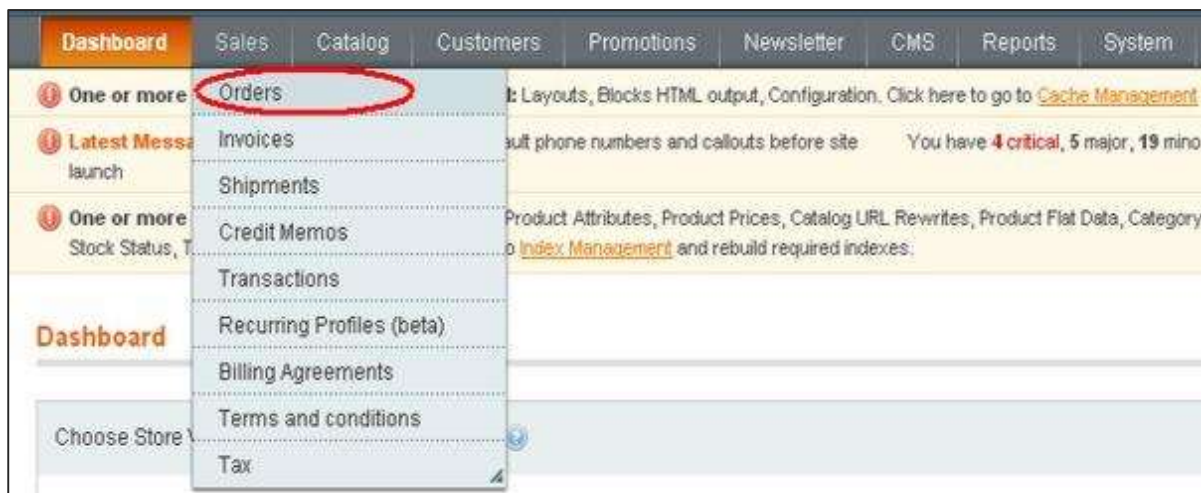 Dashboard Sales Catalog Customers Promotions Newsletter CMS Reports System
One or more : Layouts, Blocks HTML output, Configuration. Click here to go to Cache Management
Latest Messa ault phone numbers and callouts before site You have 4 critical, 5 major, 19 mino
launch
One or more Product Attributes, Product Prices, Catalog URL Rewrites, Product Flat Data, Category
Stock Status, T o Index Management and rebuild required indexes.
Orders
Invoices
Shipments
Credit Memos
Transactions
Recurring Profiles (beta)
Billing Agreements
Terms and conditions
Tax
Dashboard
Choose Store V